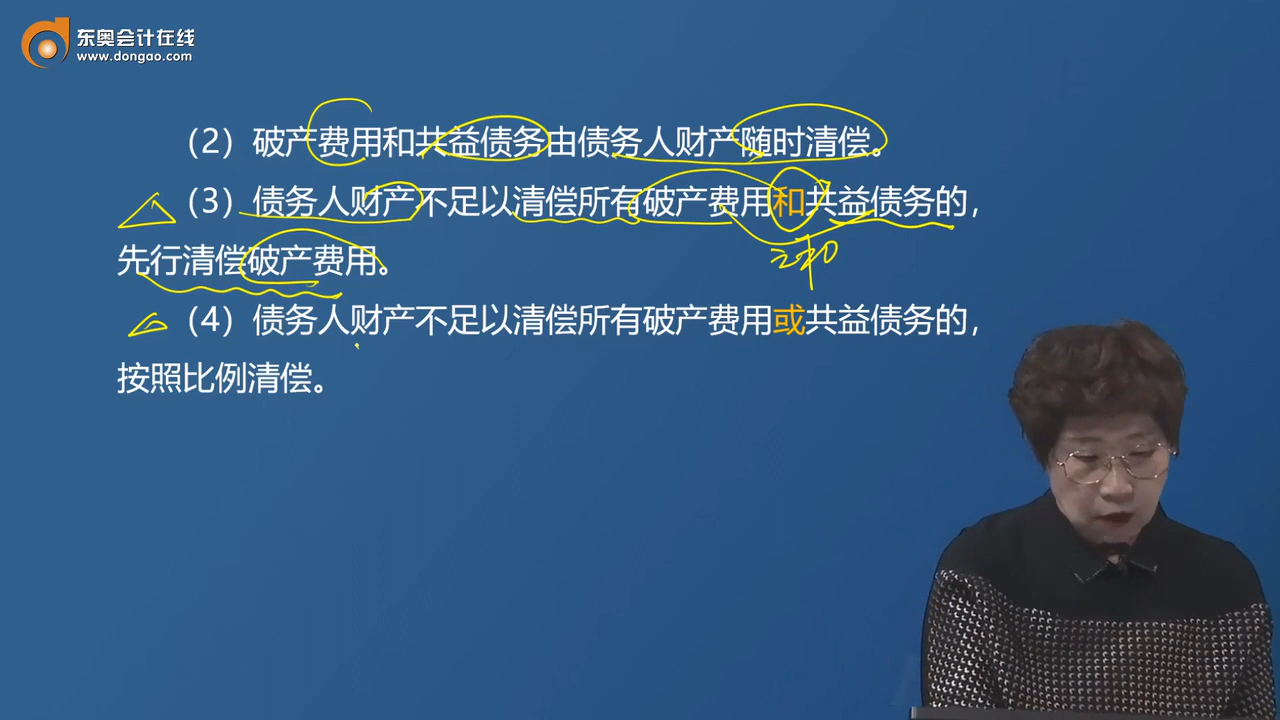 东奥会计在线
www.dongao.com
（2）破产费用和共益债务由债务人财产随时清偿。
（3）债务人财产不足以清偿所有破产费用和共益债务的，
先行清偿破产费用。
之和
（4）债务人财产不足以清偿所有破产费用或共益债务的，
按照比例清偿。